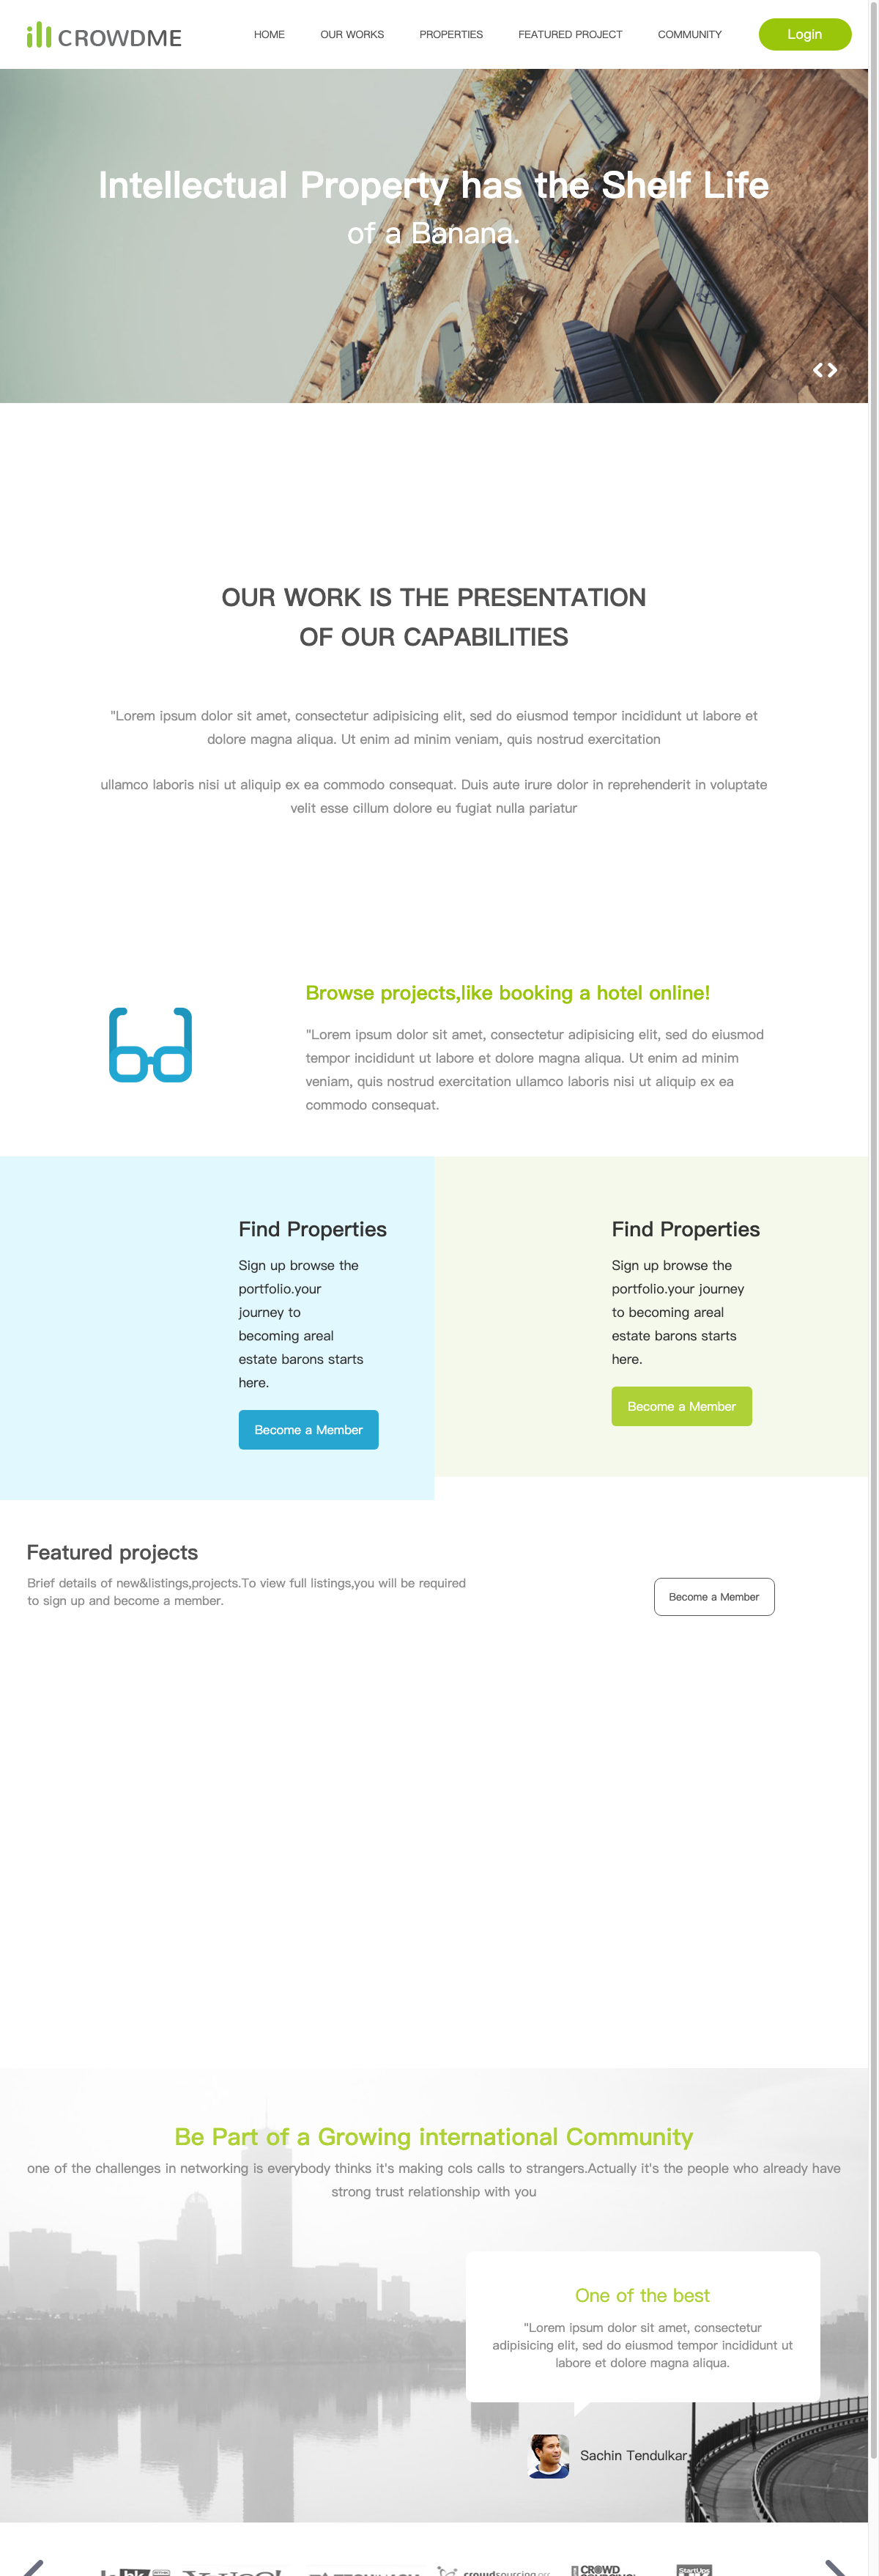 CROWDME
HOME OUR WORKS PROPERTIES FEATURED PROJECT COMMUNITY Login
Intellectual Property has the Shelf Life
of a Banana.
OUR WORK IS THE PRESENTATION
OF OUR CAPABILITIES
"Lorem ipsum dolor sit amet, consectetur adipisicing elit, sed do eiusmod tempor incididunt ut labore et
dolore magna aliqua. Ut enim ad minim veniam, quis nostrud exercitation
ullamco laboris nisi ut aliquip ex ea commodo consequat. Duis aute irure dolor in reprehenderit in voluptate
velit esse cillum dolore eu fugiat nulla pariatur
Browse projects,like booking a hotel online!
"Lorem ipsum dolor sit amet, consectetur adipisicing elit, sed do eiusmod
tempor incididunt ut labore et dolore magna aliqua. Ut enim ad minim
veniam, quis nostrud exercitation ullamco laboris nisi ut aliquip ex ea
commodo consequat.
Find Properties
Sign up browse the
portfolio.your
journey to
becoming areal
estate barons starts
here.
Become a Member
Find Properties
Sign up browse the
portfolio.your journey
to becoming areal
estate barons starts
here.
Become a Member
Featured projects
Brief details of new&listings,projects.To view full listings,you will be required
to sign up and become a member.
Become a Member
Be Part of a Growing international Community
one of the challenges in networking is everybody thinks it's making cols calls to strangers.Actually it's the people who already have
strong trust relationship with you
One of the best
"Lorem ipsum dolor sit amet, consectetur
adipisicing elit, sed do eiusmod tempor incididunt ut
labore et dolore magna aliqua.
Sachin Tendulkar
crowdsourcing.org
CROWD
StartUps